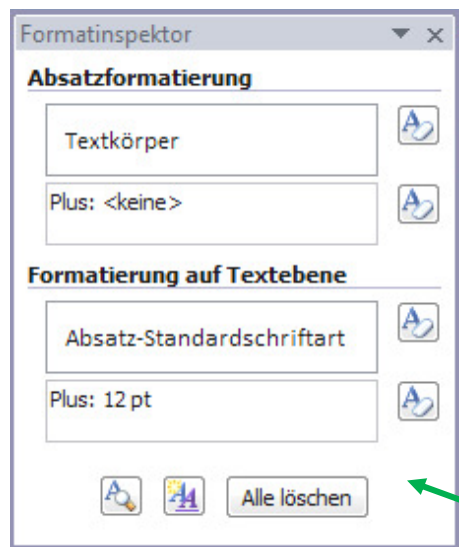 Formatinspektor
Absatzformatierung
Textkörper
Plus: <keine>
Formatierung auf Textebene
Absatz-Standardschriftart
Plus: 12 pt
Alle löschen